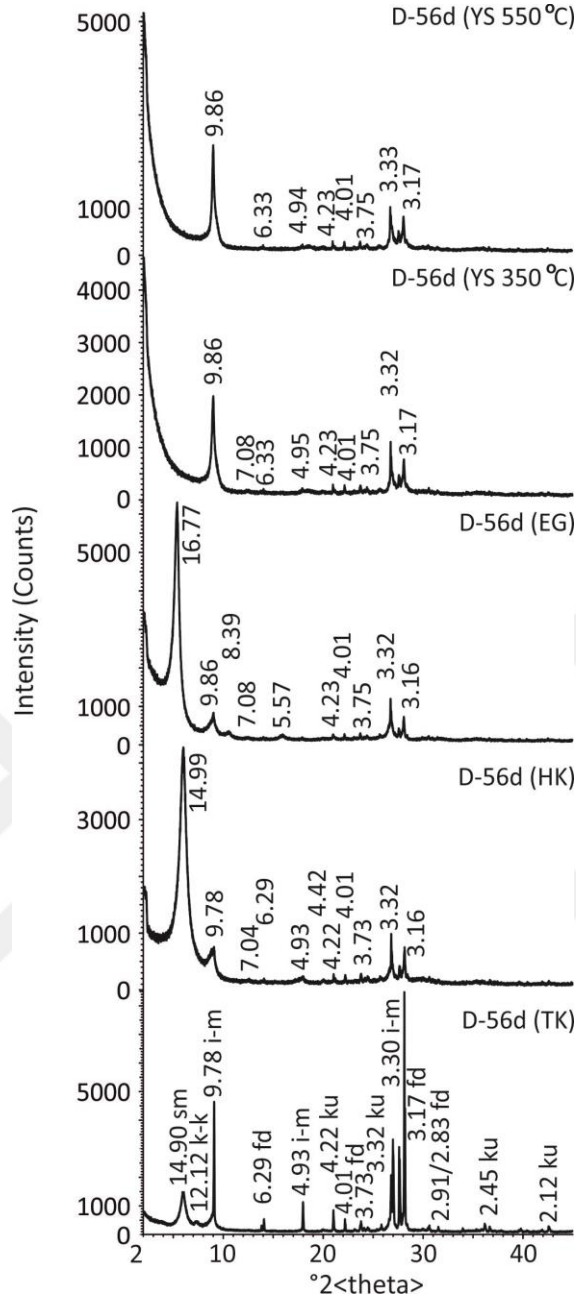 D-56d (YS 550 °C)
5000
1000
0
9.86
6.33
4.94
4.23
4.01
3.75
3.33
3.17
D-56d (YS 350 °C)
4000
3000
2000
1000
0
9.86
7.08
6.33
4.95
4.23
4.01
3.75
3.32
3.17
D-56d (EG)
5000
1000
0
16.77
9.86
8.39
7.08
5.57
4.23
4.01
3.75
3.32
3.16
D-56d (HK)
3000
1000
0
14.99
9.78
7.04
6.29
4.93
4.42
4.22
4.01
3.73
3.32
3.16
D-56d (TK)
5000
1000
0
14.90 sm
12.12 k-k
9.78 i-m
6.29 fd
4.93 i-m
4.22 ku
4.01 fd
3.73
3.32 ku
3.30 i-m
3.17 fd
2.91/2.83 fd
2.45 ku
2.12 ku
2 10 20 30 40
°2<theta>
Intensity (Counts)